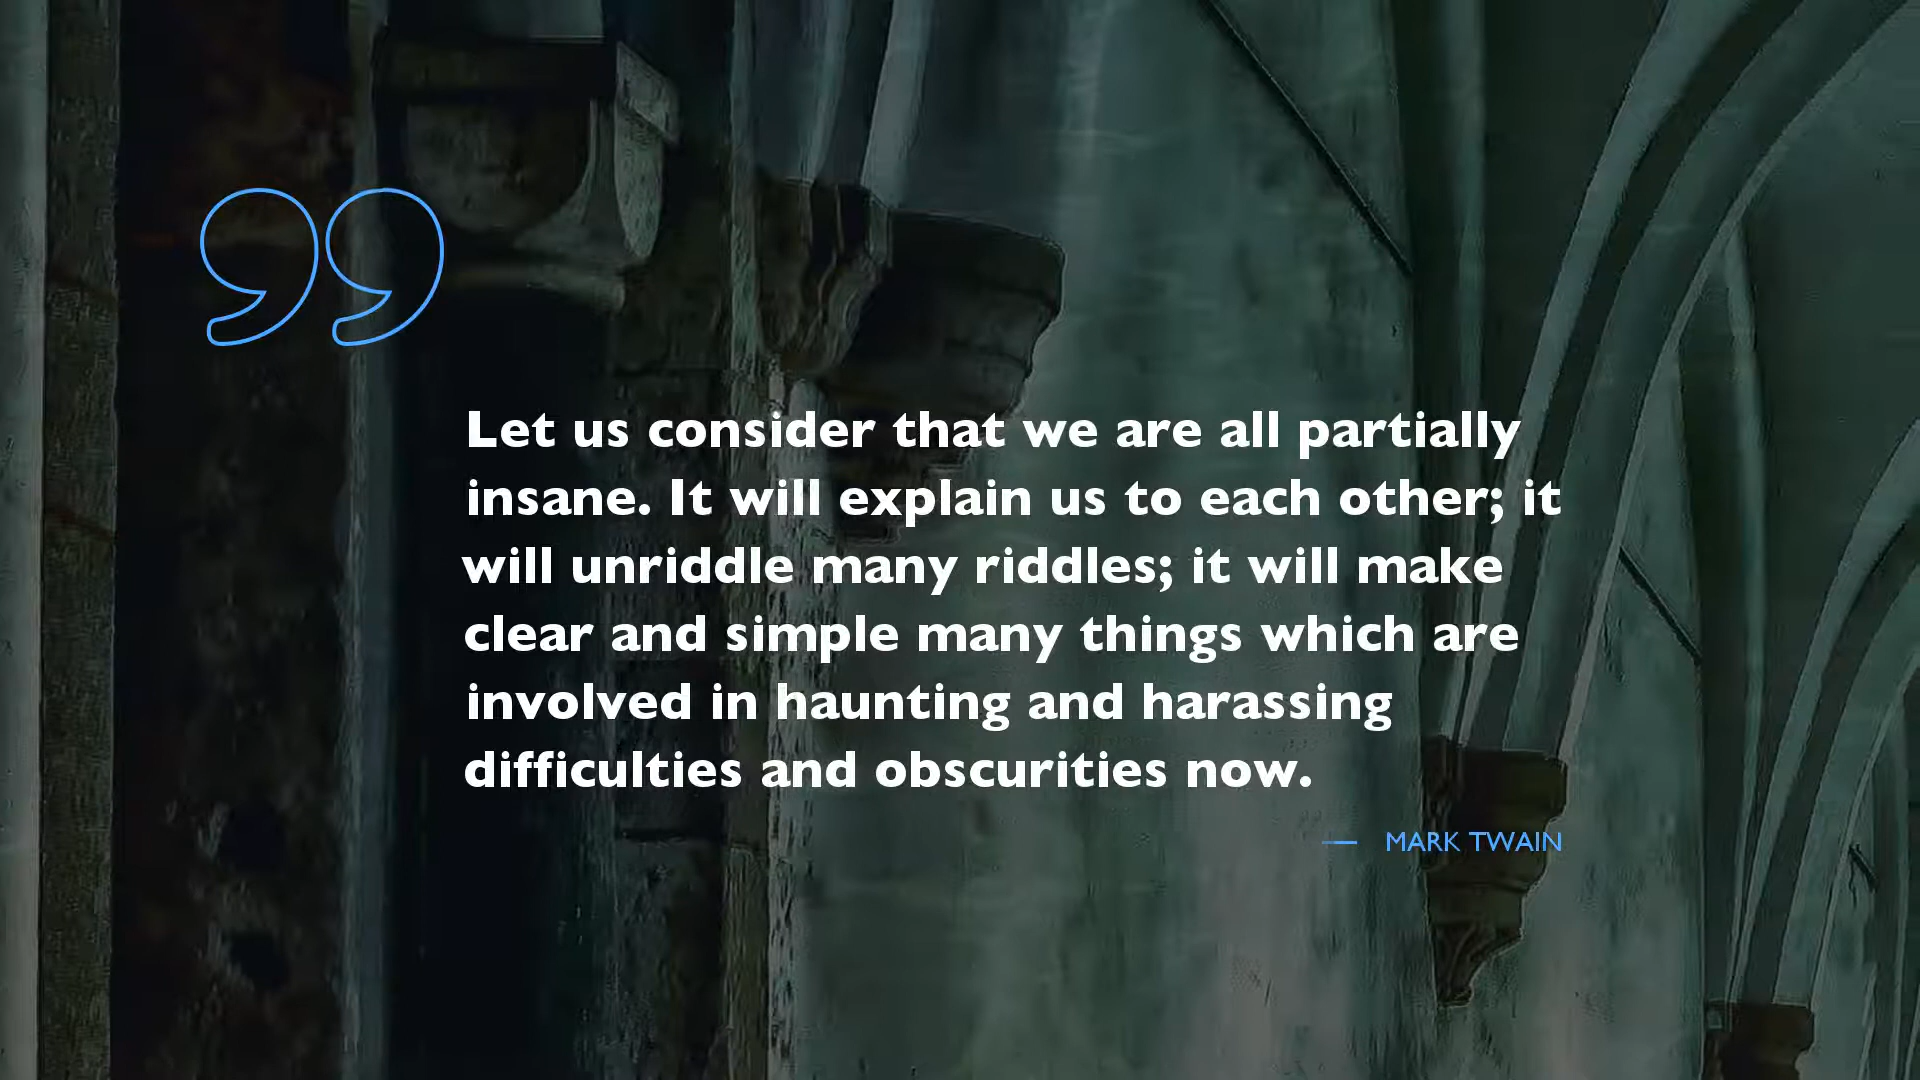 Let us consider that we are all partially
insane. It will explain us to each other; it
will unriddle many riddles; it will make
clear and simple many things which are
involved in haunting and harassing
difficulties and obscurities now.
— MARK TWAIN